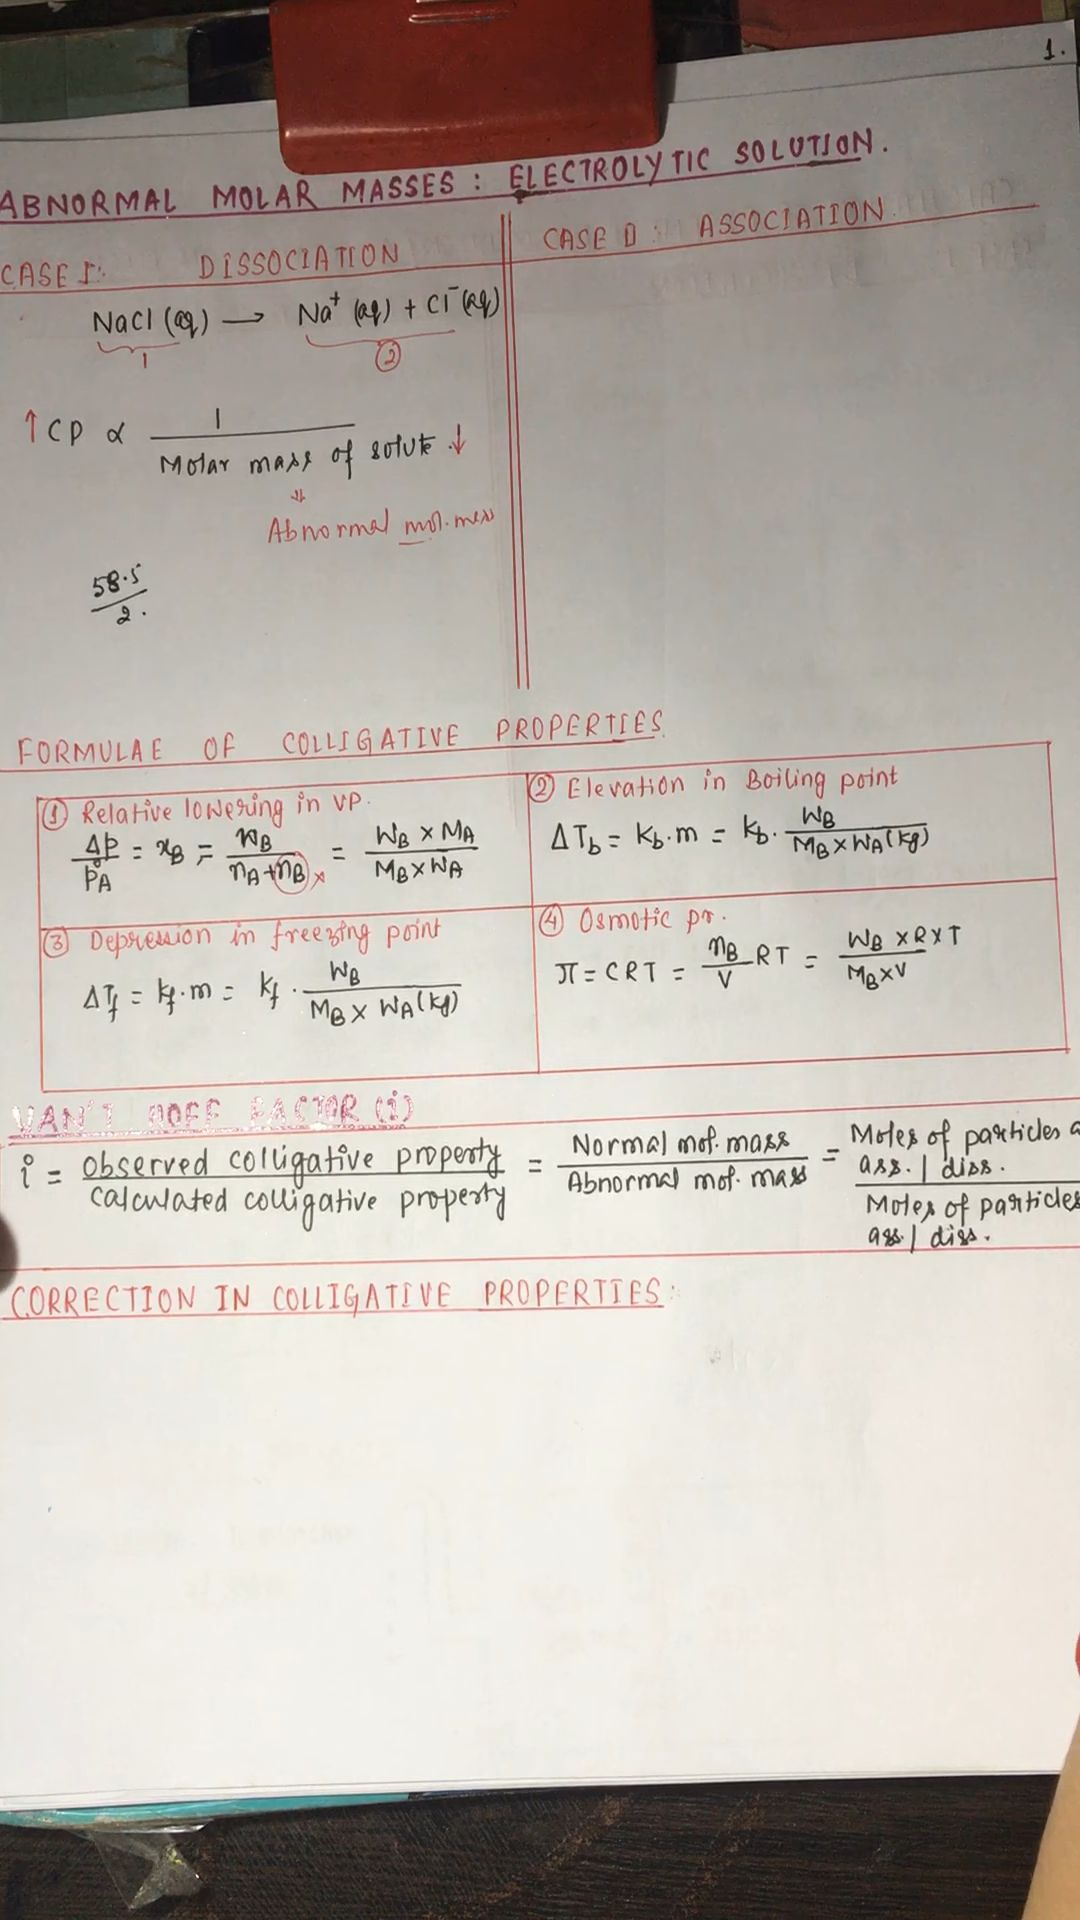 1.
ABNORMAL MOLAR MASSES : ELECTROLYTIC SOLUTION.
CASE I: DISSOCIATION
NaCl (aq) → Na⁺ (aq) + Cl⁻ (aq)
1 2
↑ CP ∝ 1 / Molar mass of solute ↓
⇓
Abnormal mol. mass
58.5 / 2.
CASE II : ASSOCIATION.
FORMULAE OF COLLIGATIVE PROPERTIES.
① Relative lowering in VP.
Δp / p°A = xB = nB / nA + nB × = WB × MA / MB × WA
② Elevation in Boiling point
ΔTb = Kb. m = Kb. WB / MB × WA (kg)
③ Depression in freezing point
ΔTf = Kf. m = Kf . WB / MB × WA (kg)
④ Osmotic pr.
π = CRT = nB / V RT = WB × R × T / MB × V
VAN'T HOFF FACTOR (i)
i = observed colligative property / calculated colligative property = Normal mol. mass / Abnormal mol. mass = Moles of particles a
ass. / diss.
Moles of particles
ass. / diss.
CORRECTION IN COLLIGATIVE PROPERTIES :